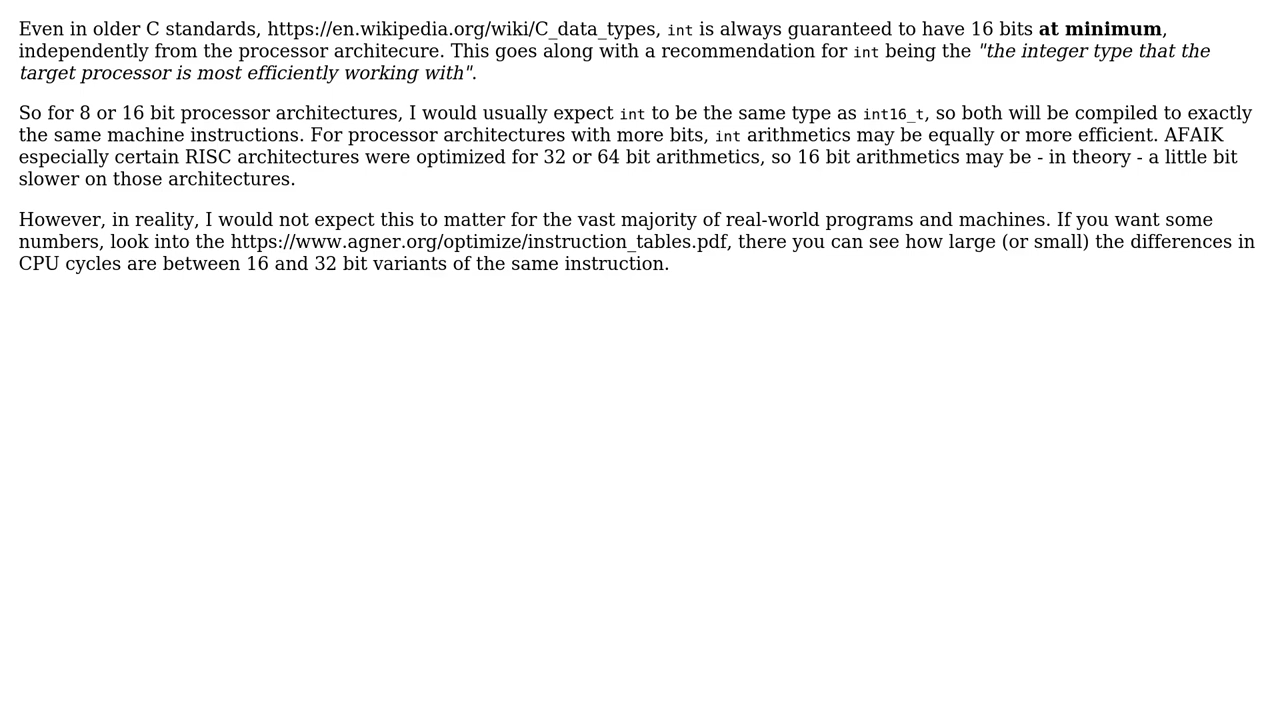 Even in older C standards, https://en.wikipedia.org/wiki/C_data_types, int is always guaranteed to have 16 bits at minimum,
independently from the processor architecure. This goes along with a recommendation for int being the "the integer type that the
target processor is most efficiently working with".
So for 8 or 16 bit processor architectures, I would usually expect int to be the same type as int16_t, so both will be compiled to exactly
the same machine instructions. For processor architectures with more bits, int arithmetics may be equally or more efficient. AFAIK
especially certain RISC architectures were optimized for 32 or 64 bit arithmetics, so 16 bit arithmetics may be - in theory - a little bit
slower on those architectures.
However, in reality, I would not expect this to matter for the vast majority of real-world programs and machines. If you want some
numbers, look into the https://www.agner.org/optimize/instruction_tables.pdf, there you can see how large (or small) the differences in
CPU cycles are between 16 and 32 bit variants of the same instruction.